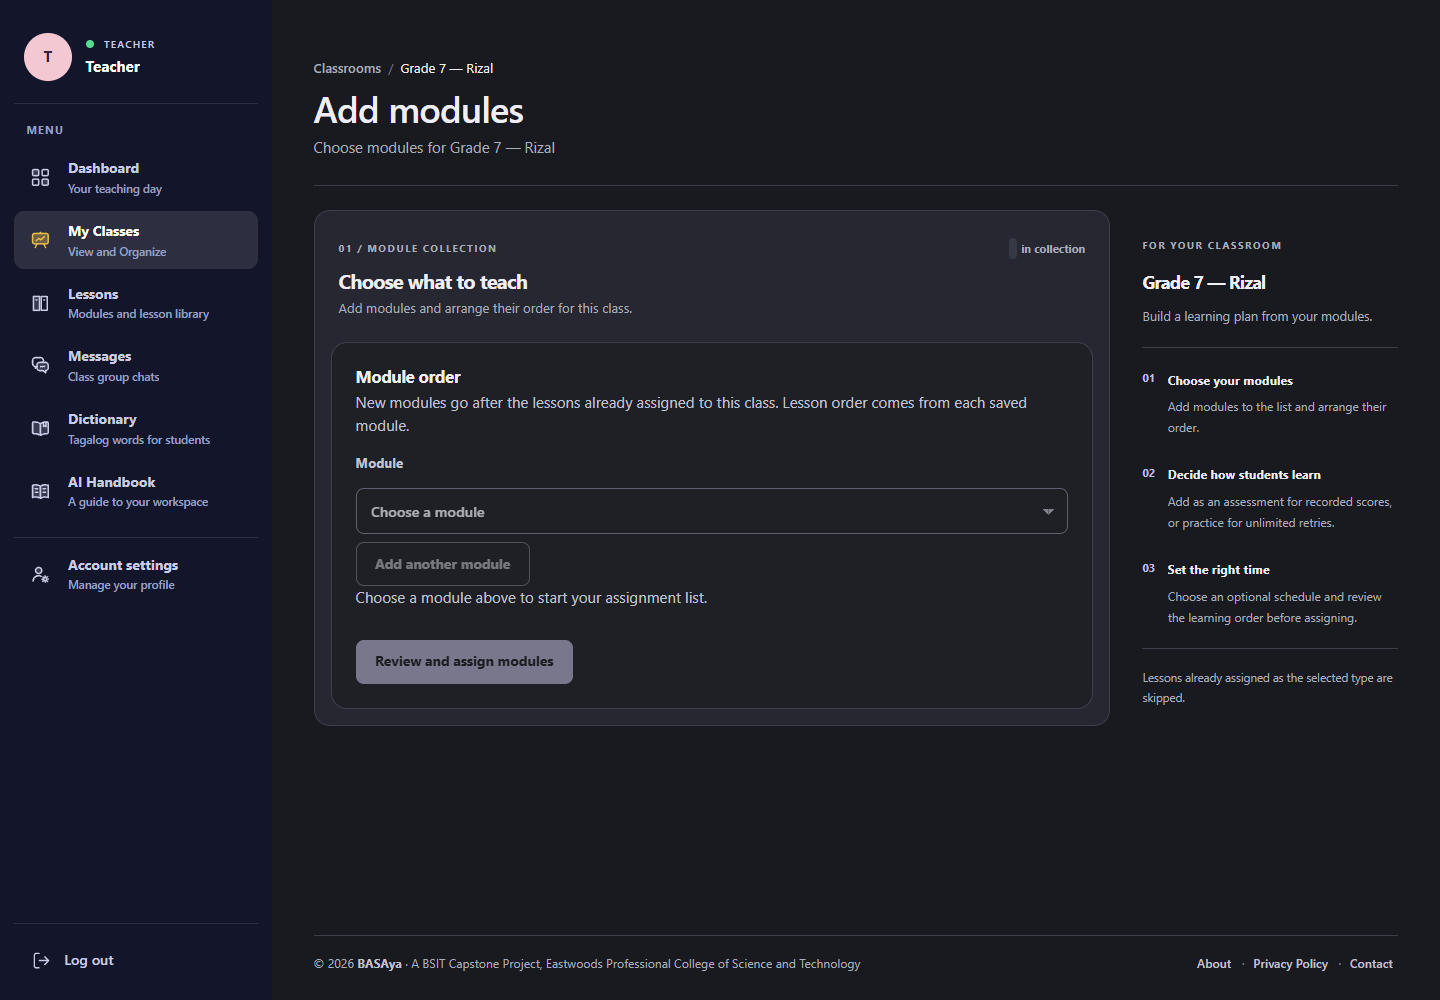 T
TEACHER
Teacher
MENU
Dashboard
Your teaching day
My Classes
View and Organize
Lessons
Modules and lesson library
Messages
Class group chats
Dictionary
Tagalog words for students
AI Handbook
A guide to your workspace
Account settings
Manage your profile
Log out
Classrooms / Grade 7 — Rizal
Add modules
Choose modules for Grade 7 — Rizal
01 / MODULE COLLECTION
in collection
Choose what to teach
Add modules and arrange their order for this class.
Module order
New modules go after the lessons already assigned to this class. Lesson order comes from each saved
module.
Module
Choose a module
Add another module
Choose a module above to start your assignment list.
Review and assign modules
FOR YOUR CLASSROOM
Grade 7 — Rizal
Build a learning plan from your modules.
01 Choose your modules
Add modules to the list and arrange their
order.
02 Decide how students learn
Add as an assessment for recorded scores,
or practice for unlimited retries.
03 Set the right time
Choose an optional schedule and review
the learning order before assigning.
Lessons already assigned as the selected type are
skipped.
© 2026 BASAya · A BSIT Capstone Project, Eastwoods Professional College of Science and Technology
About · Privacy Policy · Contact